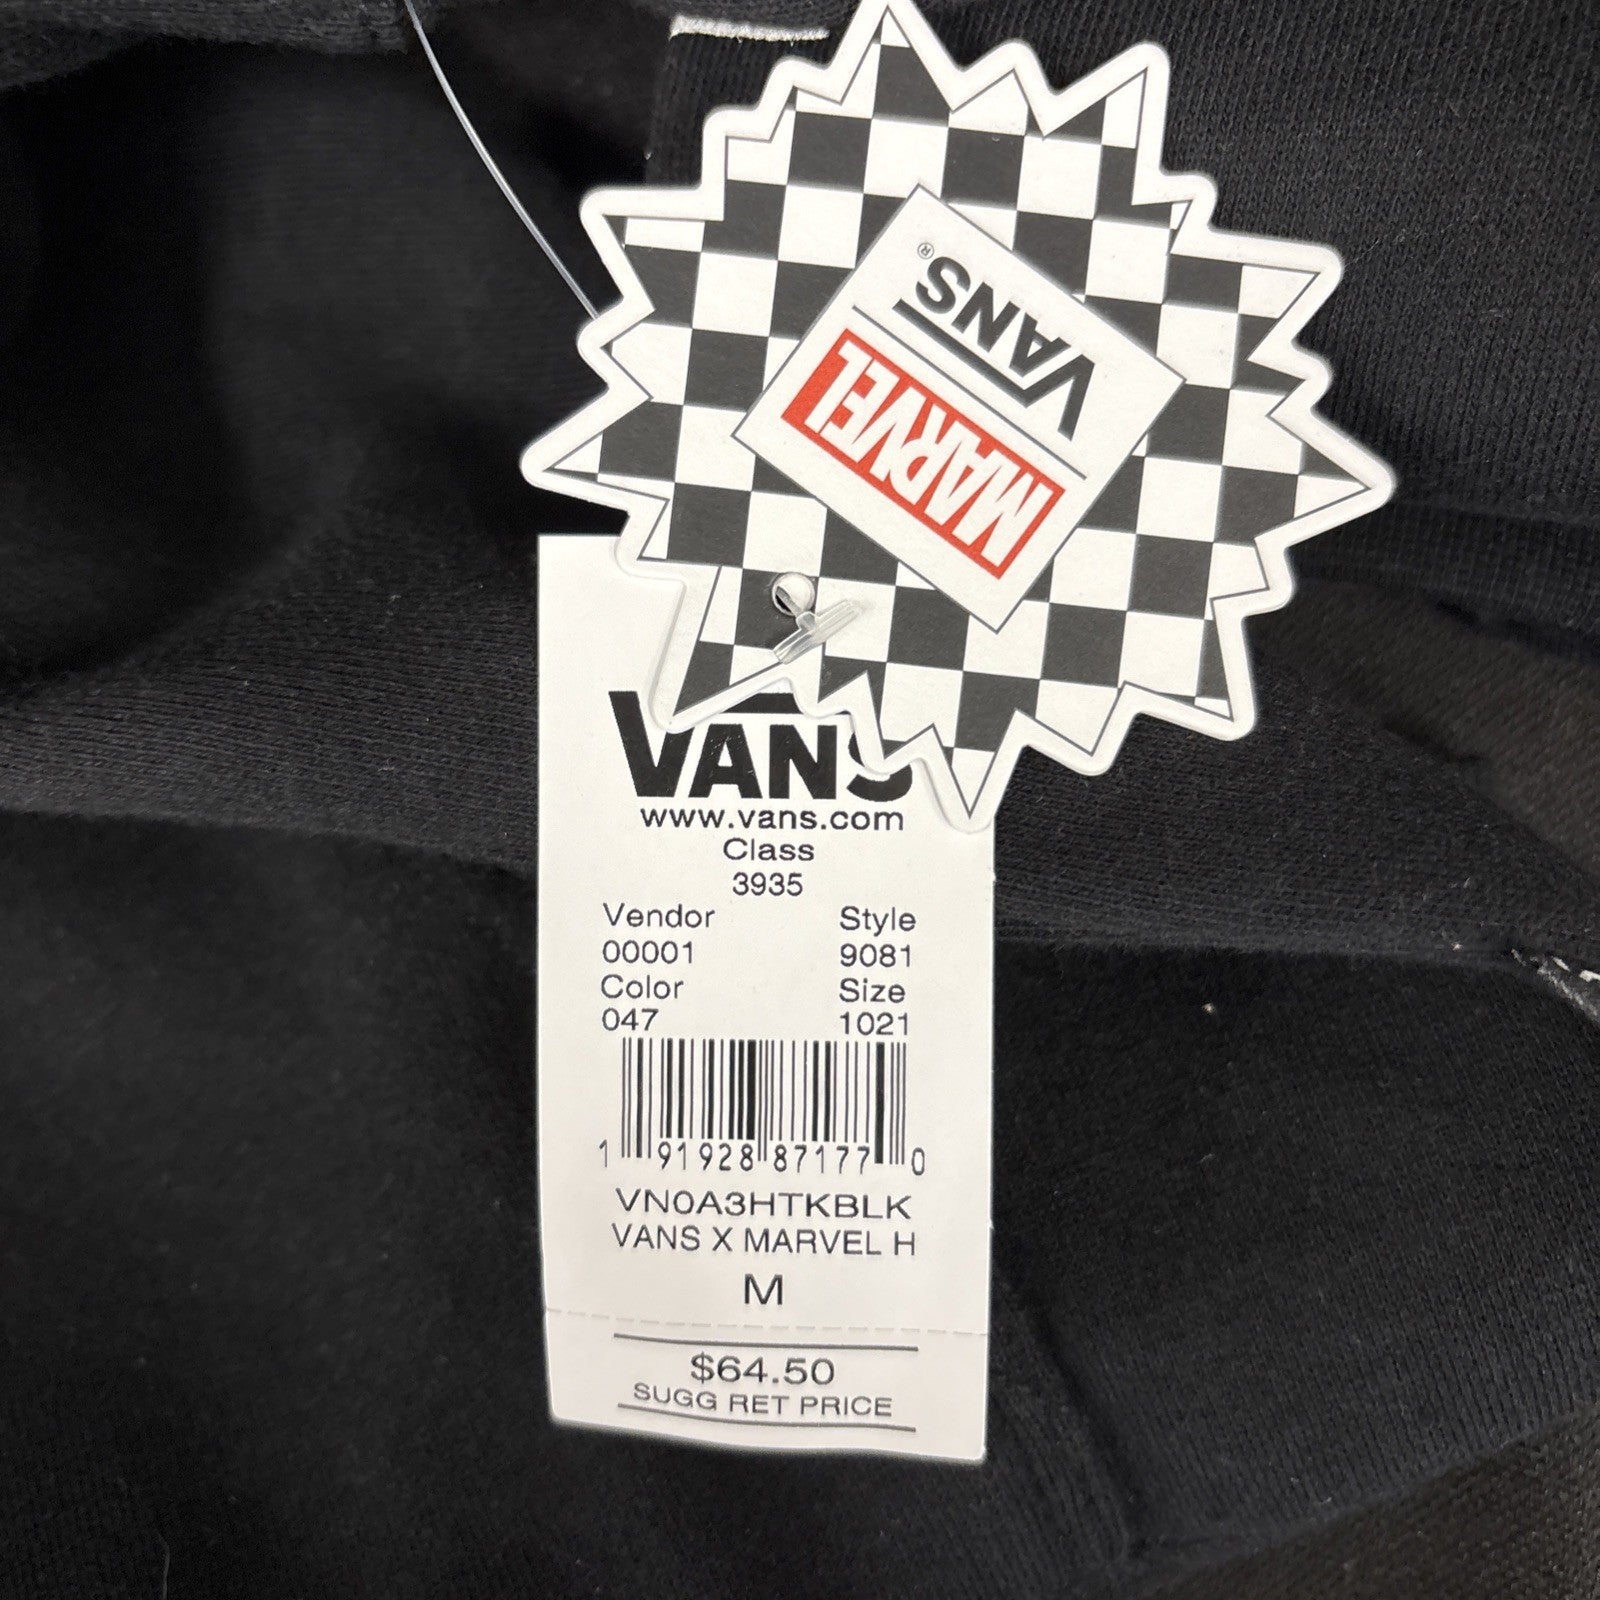 VANS®
MARVEL
VANS
www.vans.com
Class
3935
Vendor Style
00001 9081
Color Size
047 1021
1 91928 87177 0
VN0A3HTKBLK
VANS X MARVEL H
M
$64.50
SUGG RET PRICE